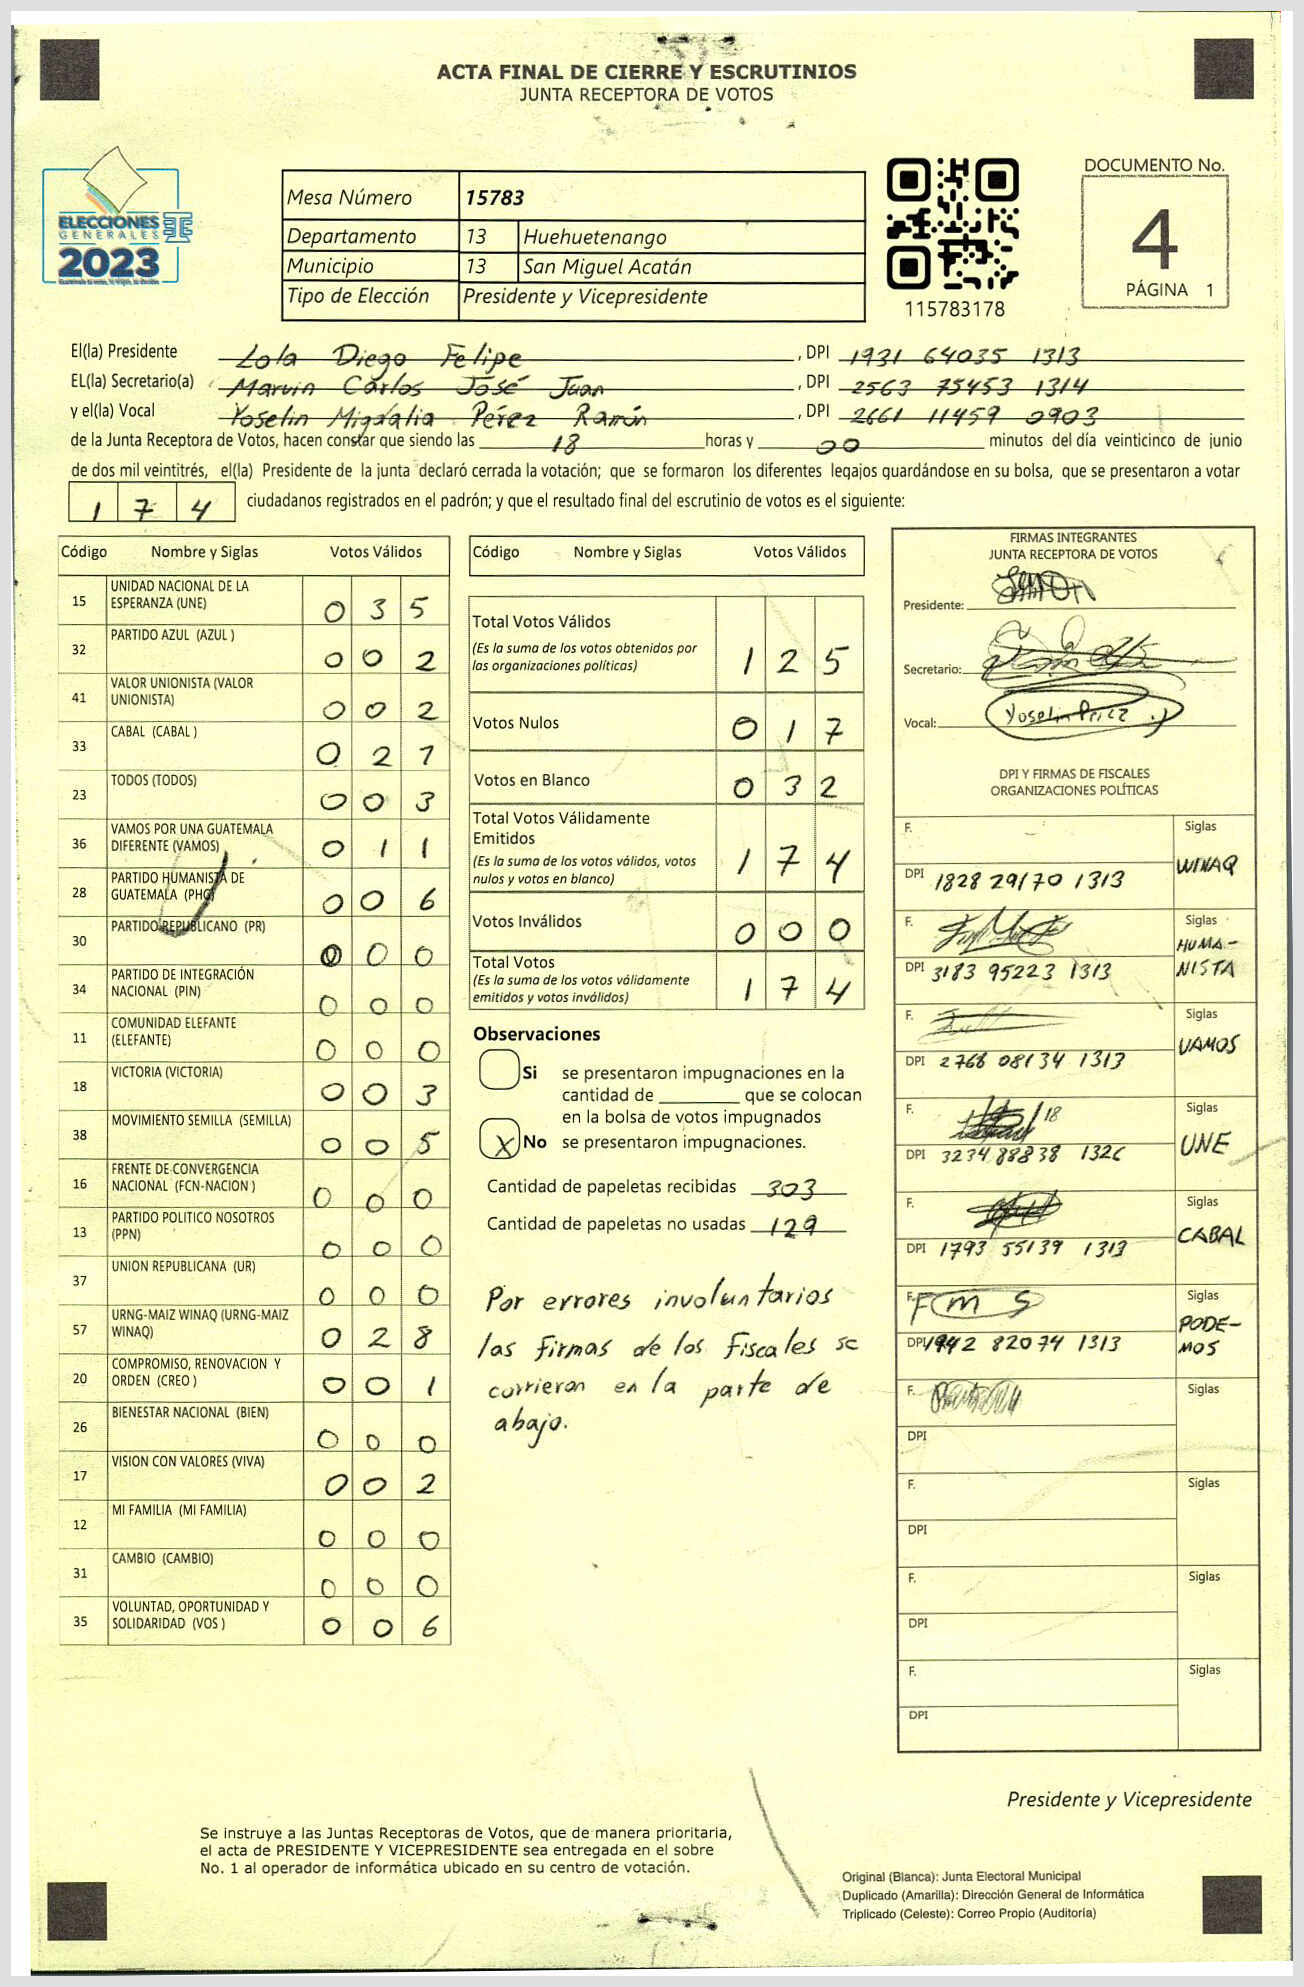 ACTA FINAL DE CIERRE Y ESCRUTINIOS
JUNTA RECEPTORA DE VOTOS
ELECCIONES
GENERALES
2023
Mesa Número 15783
Departamento 13 Huehuetenango
Municipio 13 San Miguel Acatán
Tipo de Elección Presidente y Vicepresidente
115783178
DOCUMENTO No.
4
PÁGINA 1
El(la) Presidente Lola Diego Felipe , DPI 1931 64035 1313
EL(la) Secretario(a) Marvin Carlos José Juan , DPI 2563 75453 1314
y el(la) Vocal Yoselin Migdalia Pérez Ramón , DPI 2661 11459 0903
de la Junta Receptora de Votos, hacen constar que siendo las 18 horas y 00 minutos del día veinticinco de junio
de dos mil veintitrés, el(la) Presidente de la junta declaró cerrada la votación; que se formaron los diferentes legajos guardándose en su bolsa, que se presentaron a votar
1 7 4 ciudadanos registrados en el padrón; y que el resultado final del escrutinio de votos es el siguiente:
Código Nombre y Siglas Votos Válidos
15 UNIDAD NACIONAL DE LA ESPERANZA (UNE) 0 3 5
32 PARTIDO AZUL (AZUL ) 0 0 2
41 VALOR UNIONISTA (VALOR UNIONISTA) 0 0 2
33 CABAL (CABAL ) 0 2 1
23 TODOS (TODOS) 0 0 3
36 VAMOS POR UNA GUATEMALA DIFERENTE (VAMOS) 0 1 1
28 PARTIDO HUMANISTA DE GUATEMALA (PHG) 0 0 6
30 PARTIDO REPUBLICANO (PR) 0 0 0
34 PARTIDO DE INTEGRACIÓN NACIONAL (PIN) 0 0 0
11 COMUNIDAD ELEFANTE (ELEFANTE) 0 0 0
18 VICTORIA (VICTORIA) 0 0 3
38 MOVIMIENTO SEMILLA (SEMILLA) 0 0 5
16 FRENTE DE CONVERGENCIA NACIONAL (FCN-NACION ) 0 0 0
13 PARTIDO POLITICO NOSOTROS (PPN) 0 0 0
37 UNION REPUBLICANA (UR) 0 0 0
57 URNG-MAIZ WINAQ (URNG-MAIZ WINAQ) 0 2 8
20 COMPROMISO, RENOVACION Y ORDEN (CREO ) 0 0 1
26 BIENESTAR NACIONAL (BIEN) 0 0 0
17 VISION CON VALORES (VIVA) 0 0 2
12 MI FAMILIA (MI FAMILIA) 0 0 0
31 CAMBIO (CAMBIO) 0 0 0
35 VOLUNTAD, OPORTUNIDAD Y SOLIDARIDAD (VOS ) 0 0 6
Código Nombre y Siglas Votos Válidos
Total Votos Válidos 1 2 5
(Es la suma de los votos obtenidos por
las organizaciones políticas)
Votos Nulos 0 1 7
Votos en Blanco 0 3 2
Total Votos Válidamente
Emitidos 1 7 4
(Es la suma de los votos válidos, votos
nulos y votos en blanco)
Votos Inválidos 0 0 0
Total Votos 1 7 4
(Es la suma de los votos válidamente
emitidos y votos inválidos)
Observaciones
Si se presentaron impugnaciones en la
cantidad de ________ que se colocan
en la bolsa de votos impugnados
X No se presentaron impugnaciones.
Cantidad de papeletas recibidas 303
Cantidad de papeletas no usadas 129
Por errores involuntarios
las firmas de los fiscales se
corrieron en la parte de
abajo.
FIRMAS INTEGRANTES
JUNTA RECEPTORA DE VOTOS
Presidente:
Secretario:
Vocal: Yoselin Pérez
DPI Y FIRMAS DE FISCALES
ORGANIZACIONES POLÍTICAS
F. Siglas
DPI 1828 29170 1313 WINAQ
F. Siglas
HUMA-
DPI 3183 95223 1313 NISTA
F. Siglas
DPI 2768 08134 1313 VAMOS
F. Siglas
DPI 3234 88838 1326 UNE
F. Siglas
DPI 1793 55139 1313 CABAL
F. F M S Siglas
PODE-
DPI 1942 82074 1313 MOS
F. Siglas
DPI
F. Siglas
DPI
F. Siglas
DPI
F. Siglas
DPI
Presidente y Vicepresidente
Se instruye a las Juntas Receptoras de Votos, que de manera prioritaria,
el acta de PRESIDENTE Y VICEPRESIDENTE sea entregada en el sobre
No. 1 al operador de informática ubicado en su centro de votación.
Original (Blanca): Junta Electoral Municipal
Duplicado (Amarilla): Dirección General de Informática
Triplicado (Celeste): Correo Propio (Auditoria)